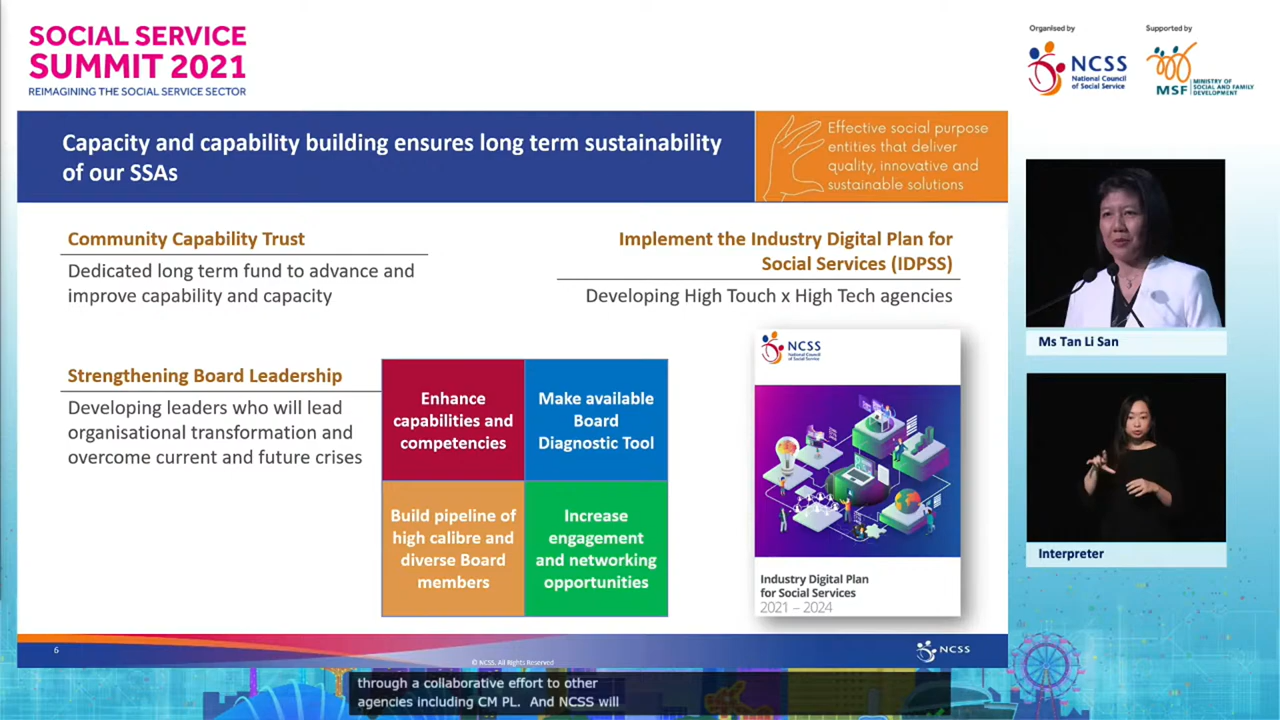 SOCIAL SERVICE
SUMMIT 2021
REIMAGINING THE SOCIAL SERVICE SECTOR
Organised by
NCSS
National Council
of Social Service
Supported by
MSF
MINISTRY OF
SOCIAL AND FAMILY
DEVELOPMENT
Capacity and capability building ensures long term sustainability
of our SSAs
Effective social purpose
entities that deliver
quality, innovative and
sustainable solutions
Community Capability Trust
Dedicated long term fund to advance and
improve capability and capacity
Implement the Industry Digital Plan for
Social Services (IDPSS)
Developing High Touch x High Tech agencies
Strengthening Board Leadership
Developing leaders who will lead
organisational transformation and
overcome current and future crises
Enhance
capabilities and
competencies
Make available
Board
Diagnostic Tool
Build pipeline of
high calibre and
diverse Board
members
Increase
engagement
and networking
opportunities
NCSS
National Council
of Social Service
Industry Digital Plan
for Social Services
2021 – 2024
Ms Tan Li San
Interpreter
6
© NCSS. All Rights Reserved
NCSS
through a collaborative effort to other
agencies including CM PL. And NCSS will